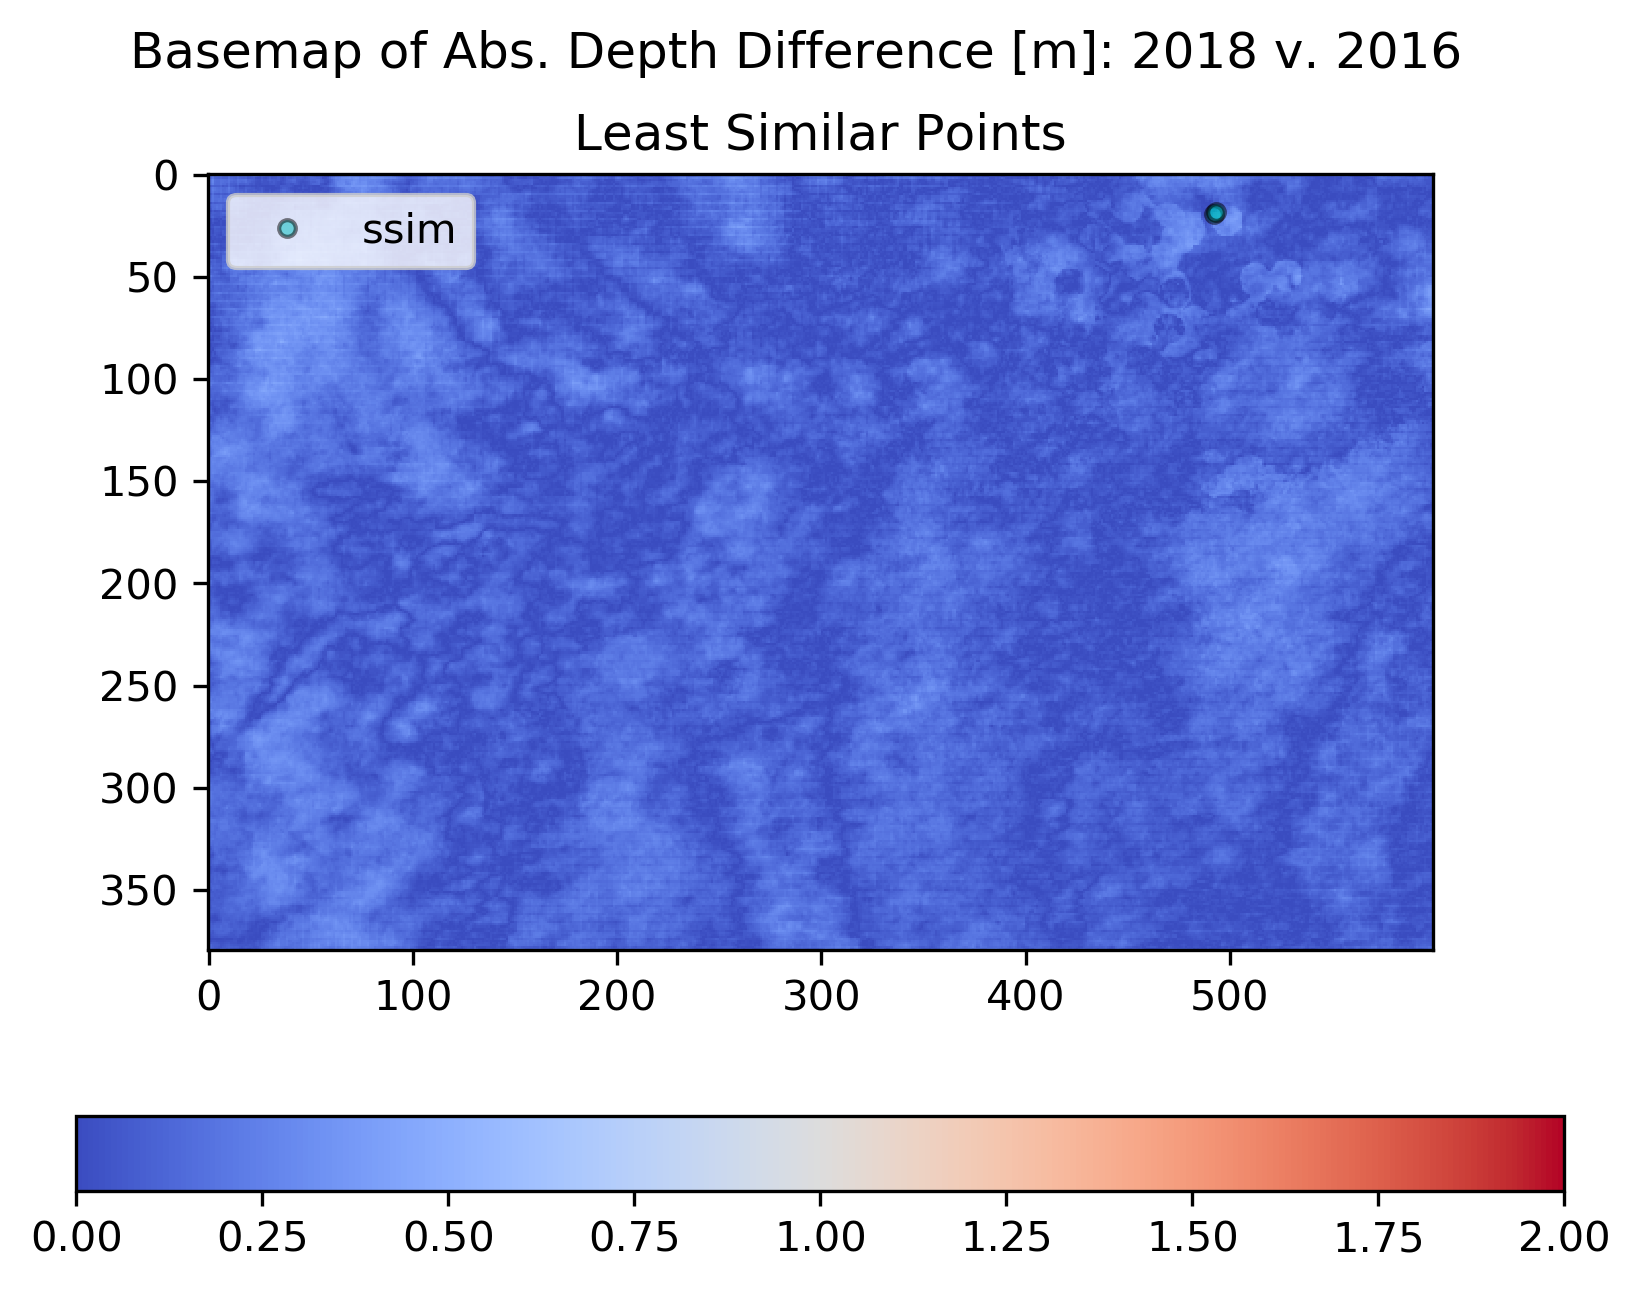 Basemap of Abs. Depth Difference [m]: 2018 v. 2016
Least Similar Points
ssim
0
50
100
150
200
250
300
350
0 100 200 300 400 500
0.00 0.25 0.50 0.75 1.00 1.25 1.50 1.75 2.00